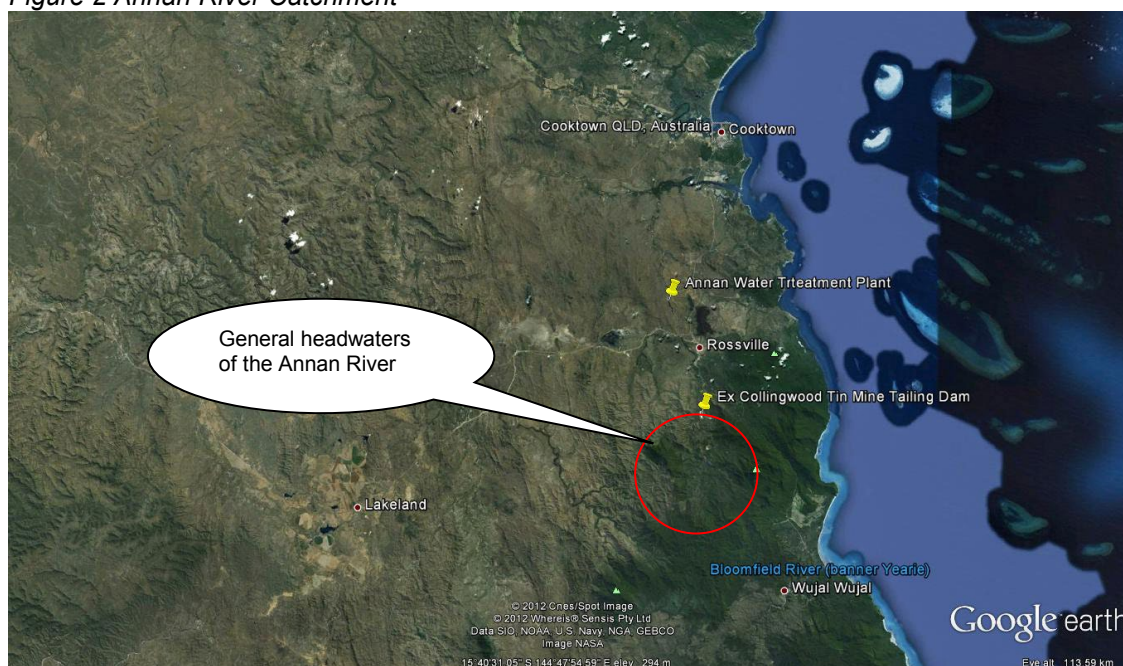 Figure 2 Annan River Catchment
Cooktown QLD, Australia
Cooktown
Annan Water Trteatment Plant
Rossville
General headwaters
of the Annan River
Ex Collingwood Tin Mine Tailing Dam
Lakeland
Bloomfield River (banner Yearie)
Wujal Wujal
© 2012 Cnes/Spot Image
© 2012 Whereis® Sensis Pty Ltd
Data SIO, NOAA, U.S. Navy, NGA, GEBCO
Image NASA
Google earth
15°40'31.05" S 144°47'54.59" E elev 294 m
Eye alt 113.59 km